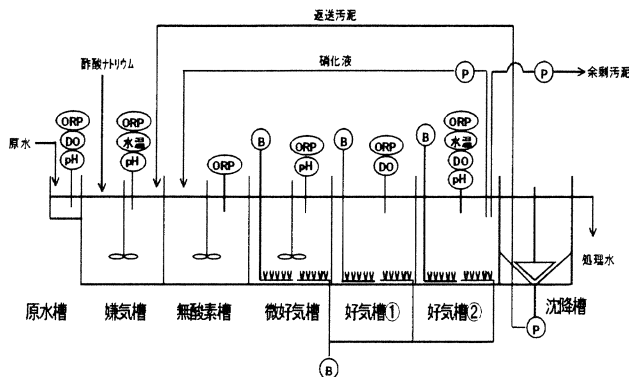 返送汚泥
酢酸ナトリウム
硝化液
P
P
余剰汚泥
原水
ORP
DO
pH
ORP
水温
pH
ORP
B
ORP
pH
B
ORP
DO
B
ORP
水温
DO
pH
処理水
原水槽
嫌気槽
無酸素槽
微好気槽
好気槽①
好気槽②
沈降槽
P
B